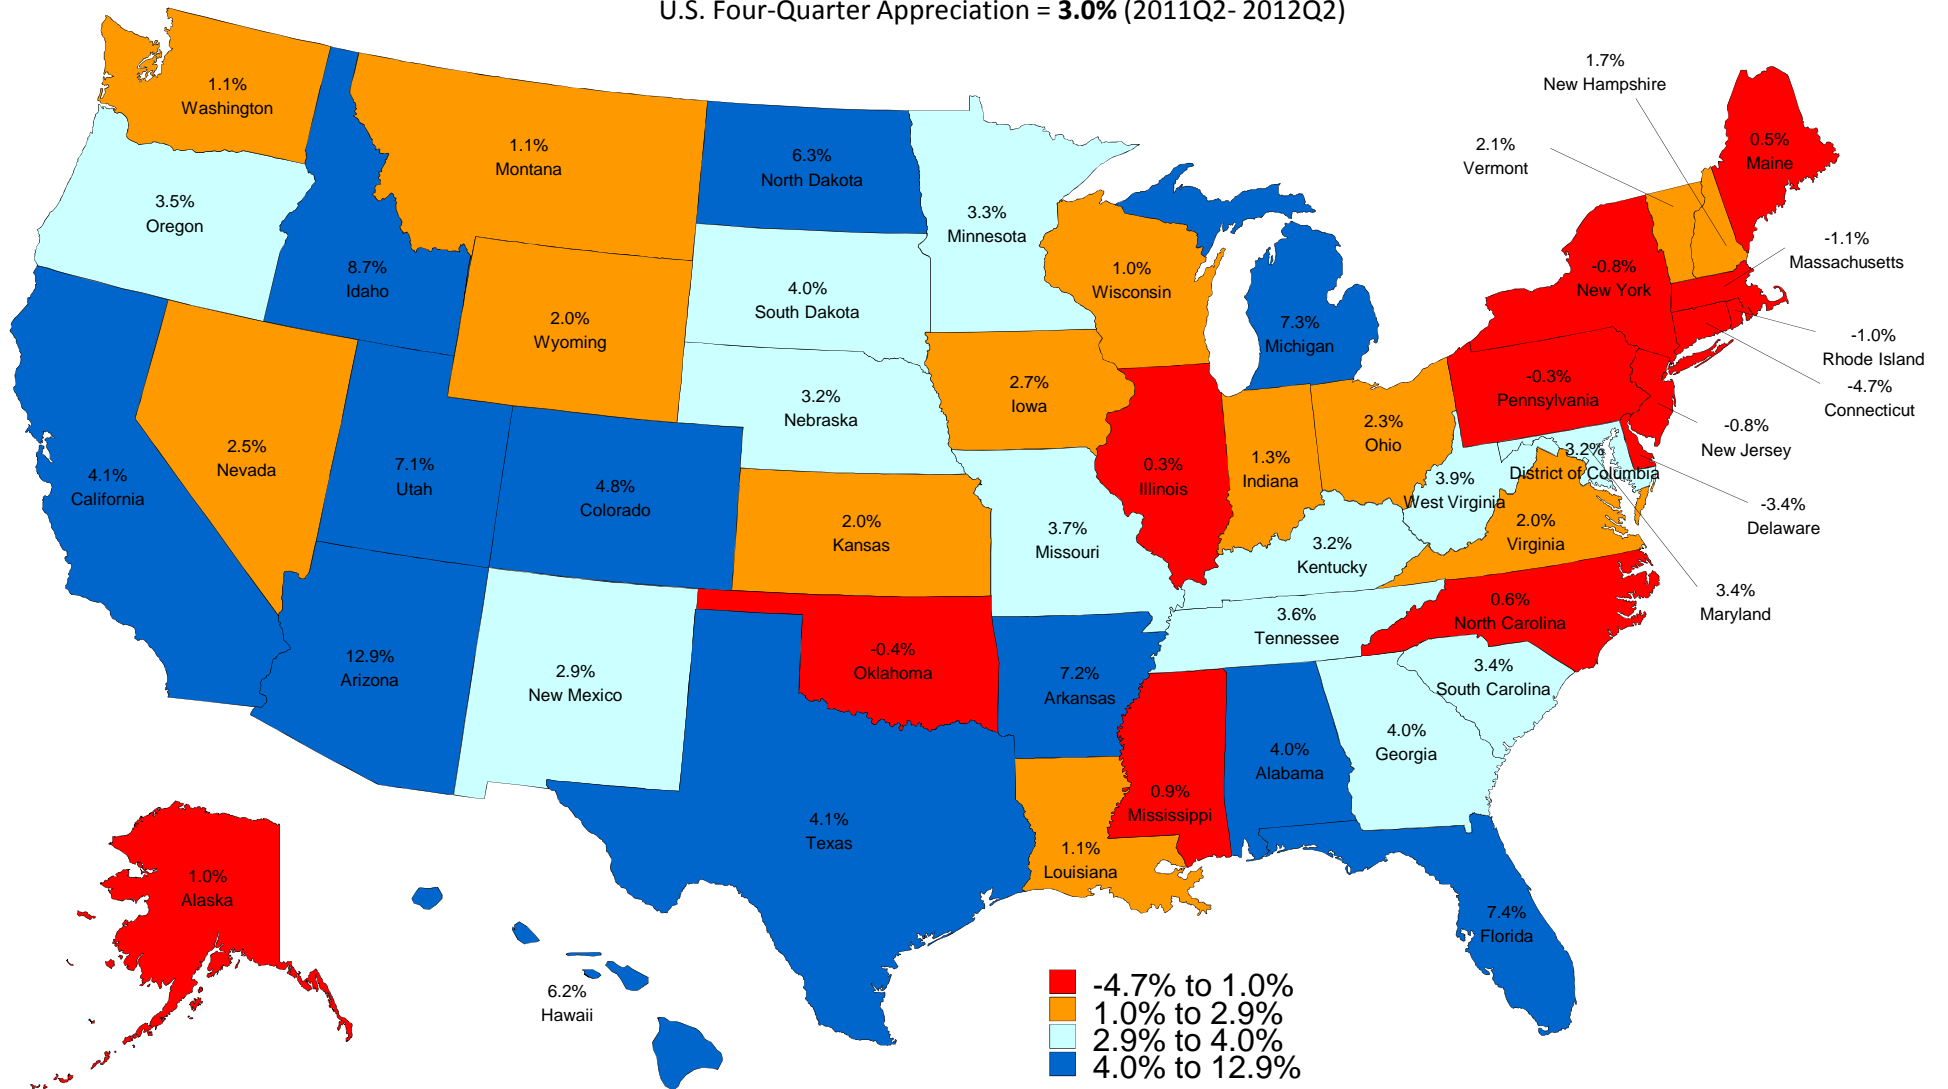 U.S. Four-Quarter Appreciation = 3.0% (2011Q2- 2012Q2)
1.1%
Washington
1.1%
Montana
6.3%
North Dakota
3.3%
Minnesota
1.7%
New Hampshire
2.1%
Vermont
0.5%
Maine
3.5%
Oregon
8.7%
Idaho
2.0%
Wyoming
4.0%
South Dakota
1.0%
Wisconsin
7.3%
Michigan
-0.8%
New York
-1.1%
Massachusetts
-1.0%
Rhode Island
-4.7%
Connecticut
-0.8%
New Jersey
-0.3%
Pennsylvania
3.2%
Nebraska
2.7%
Iowa
0.3%
Illinois
1.3%
Indiana
2.3%
Ohio
3.2%
District of Columbia
3.9%
West Virginia
-3.4%
Delaware
4.1%
California
2.5%
Nevada
7.1%
Utah
4.8%
Colorado
2.0%
Kansas
3.7%
Missouri
3.2%
Kentucky
2.0%
Virginia
3.4%
Maryland
12.9%
Arizona
2.9%
New Mexico
-0.4%
Oklahoma
7.2%
Arkansas
3.6%
Tennessee
0.6%
North Carolina
3.4%
South Carolina
4.1%
Texas
1.1%
Louisiana
0.9%
Mississippi
4.0%
Alabama
4.0%
Georgia
7.4%
Florida
1.0%
Alaska
6.2%
Hawaii
-4.7% to 1.0%
1.0% to 2.9%
2.9% to 4.0%
4.0% to 12.9%